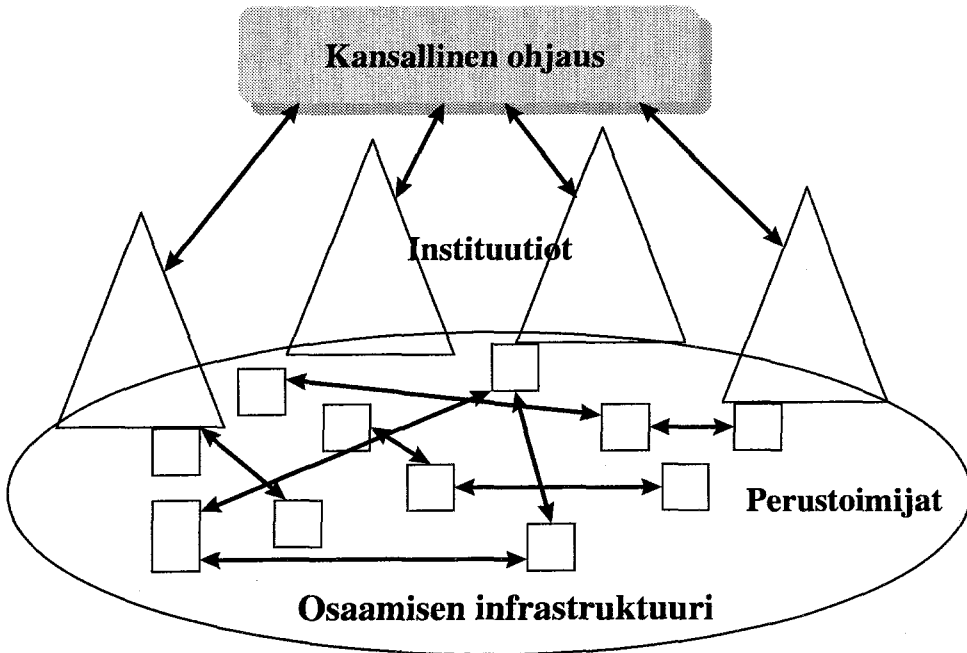 Kansallinen ohjaus
Instituutiot
Perustoimijat
Osaamisen infrastruktuuri